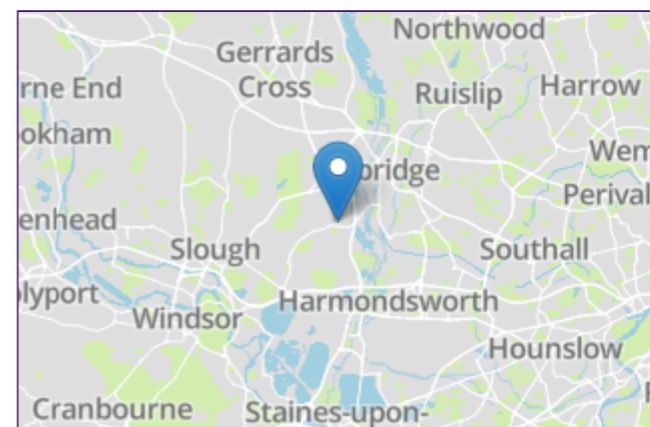 Northwood
Gerrards
Cross
rne End
Ruislip
Harrow
okham
Wem
bridge
Perival
enhead
Slough
Southall
lyport
Harmondsworth
Windsor
Hounslow
Cranbourne
Staines-upon-